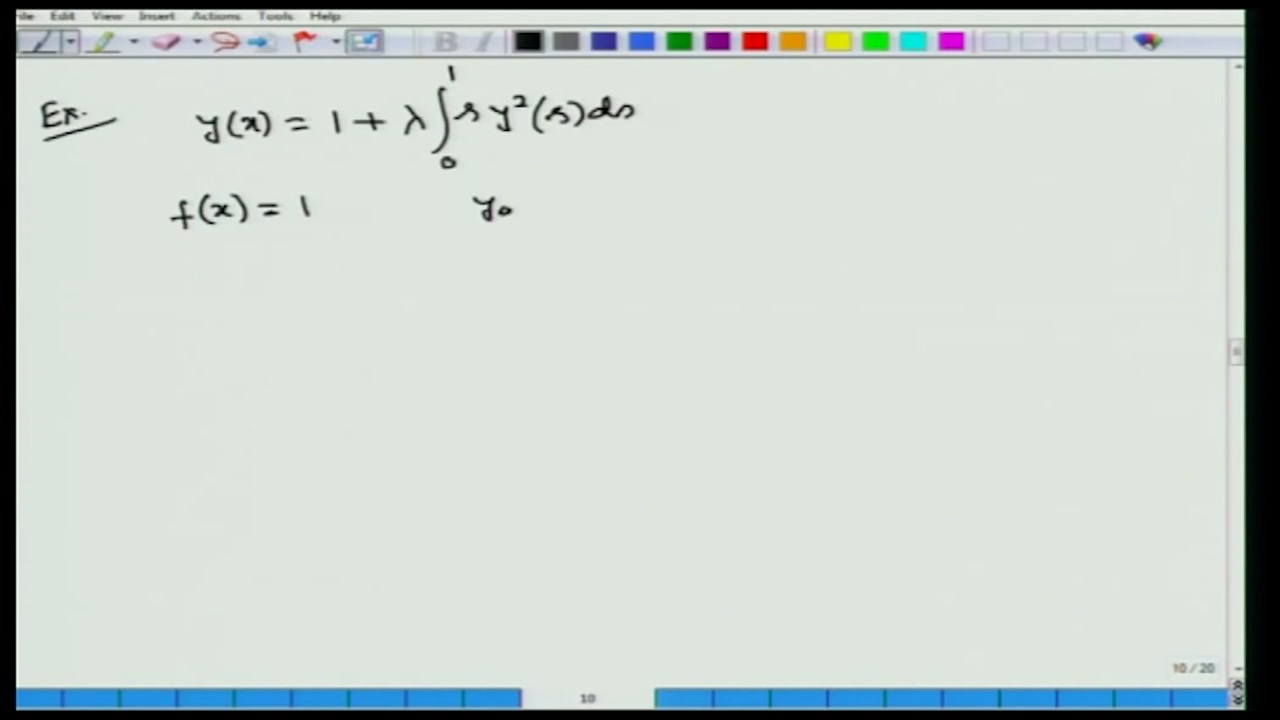 File Edit View Insert Actions Tools Help
B I
Ex. y(x) = 1 + λ∫₀¹ s y²(s) ds
f(x) = 1 y₀
10 / 20
10